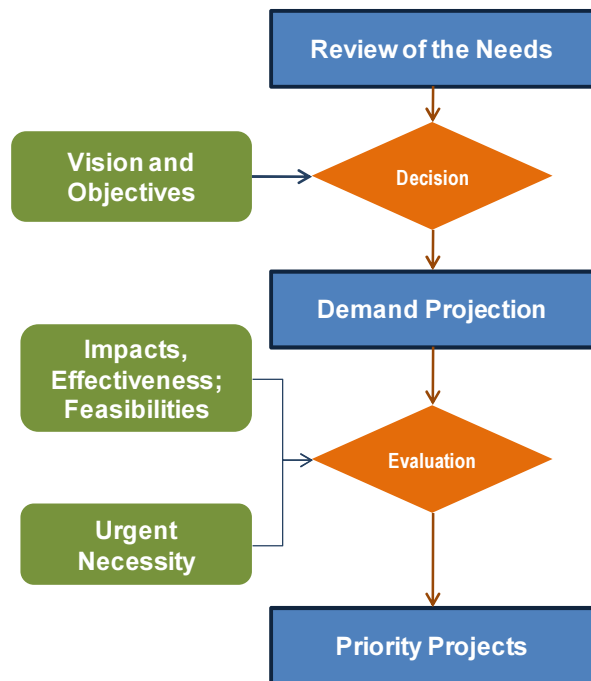 Review of the Needs
Vision and
Objectives
Decision
Demand Projection
Impacts,
Effectiveness;
Feasibilities
Evaluation
Urgent
Necessity
Priority Projects